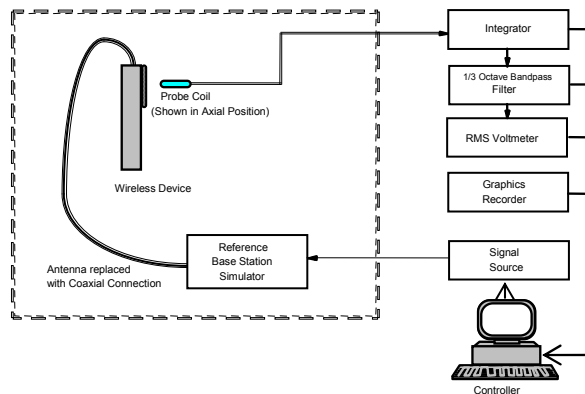 Integrator
1/3 Octave Bandpass
Filter
RMS Voltmeter
Graphics
Recorder
Signal
Source
Controller
Probe Coil
(Shown in Axial Position)
Wireless Device
Reference
Base Station
Simulator
Antenna replaced
with Coaxial Connection